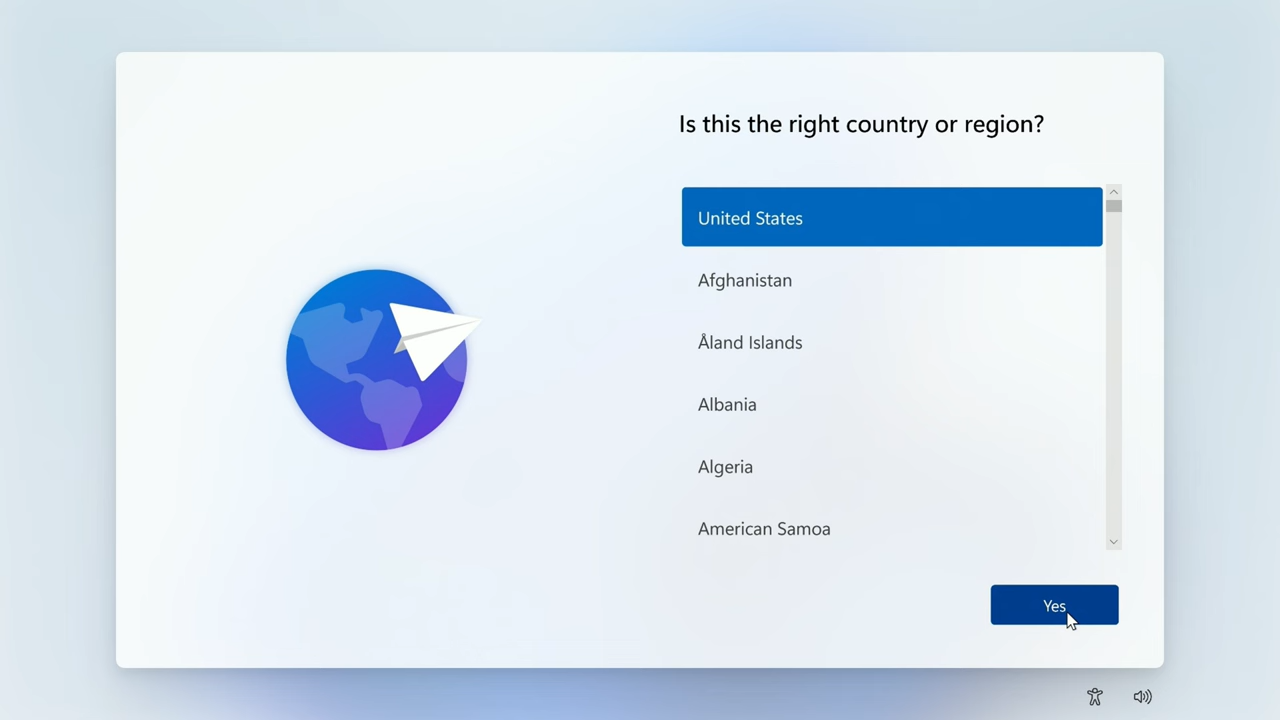 Is this the right country or region?
United States
Afghanistan
Åland Islands
Albania
Algeria
American Samoa
Yes